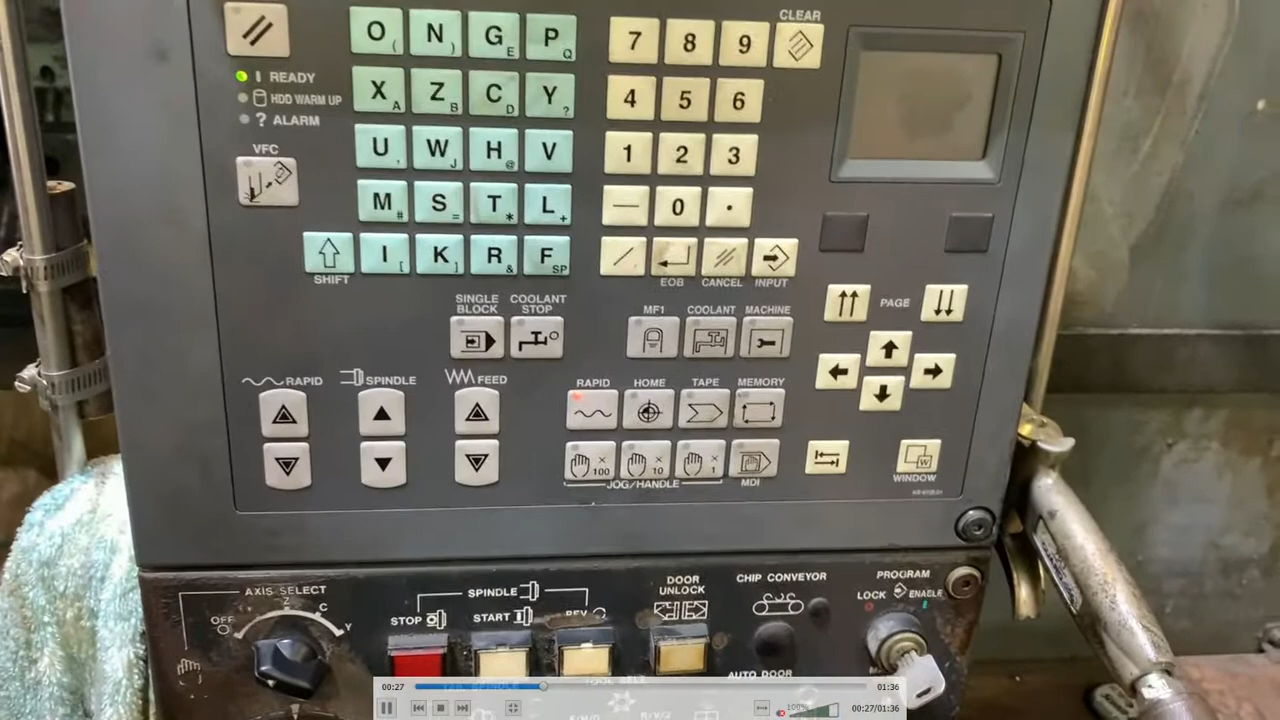 CLEAR
O ( N ) G E P Q 7 8 9
READY
HDD WARM UP
? ALARM
X A Z B C D Y ? 4 5 6
VFC
U , W J H @ V 1 2 3
M # S = T * L + — 0 •
I [ K ] R & F SP /
SHIFT EOB CANCEL INPUT
SINGLE BLOCK
COOLANT STOP
MF1 COOLANT MACHINE
PAGE
RAPID SPINDLE FEED
RAPID HOME TAPE MEMORY
×100 ×10 ×1
JOG/HANDLE MDI
W
WINDOW
AXIS SELECT
OFF Z C Y
SPINDLE
STOP START REV
DOOR UNLOCK
CHIP CONVEYOR
AUTO DOOR
PROGRAM
LOCK ENABLE
00:27 01:36
100%
00:27/01:36